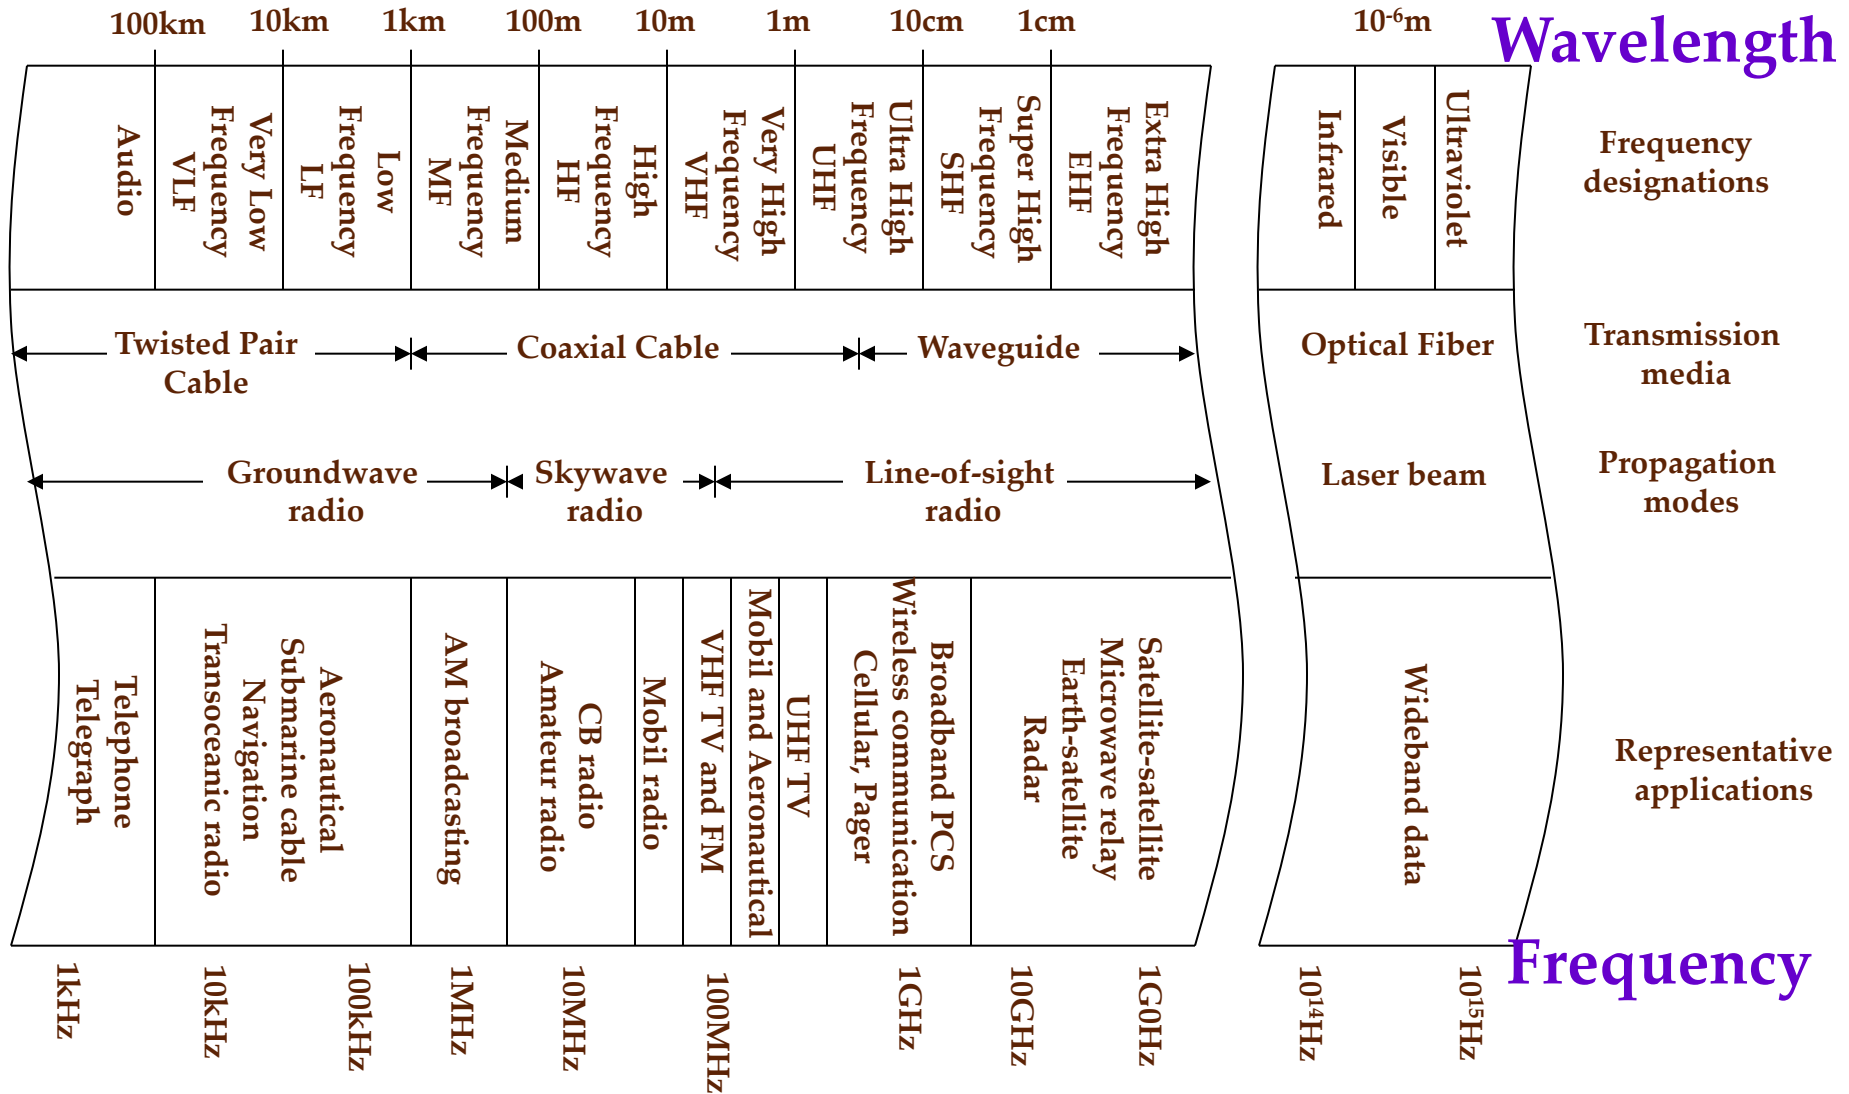 100km
10km
1km
100m
10m
1m
10cm
1cm
10⁻⁶m
Wavelength
Audio
Very Low
Frequency
VLF
Low
Frequency
LF
Medium
Frequency
MF
High
Frequency
HF
Very High
Frequency
VHF
Ultra High
Frequency
UHF
Super High
Frequency
SHF
Extra High
Frequency
EHF
Infrared
Visible
Ultraviolet
Frequency
designations
Twisted Pair
Cable
Coaxial Cable
Waveguide
Optical Fiber
Transmission
media
Groundwave
radio
Skywave
radio
Line-of-sight
radio
Laser beam
Propagation
modes
Telephone
Telegraph
Aeronautical
Submarine cable
Navigation
Transoceanic radio
AM broadcasting
CB radio
Amateur radio
Mobil radio
VHF TV and FM
Mobil and Aeronautical
UHF TV
Broadband PCS
Wireless communication
Cellular, Pager
Satellite-satellite
Microwave relay
Earth-satellite
Radar
Wideband data
Representative
applications
1kHz
10kHz
100kHz
1MHz
10MHz
100MHz
1GHz
10GHz
1G0Hz
10¹⁴Hz
10¹⁵Hz
Frequency